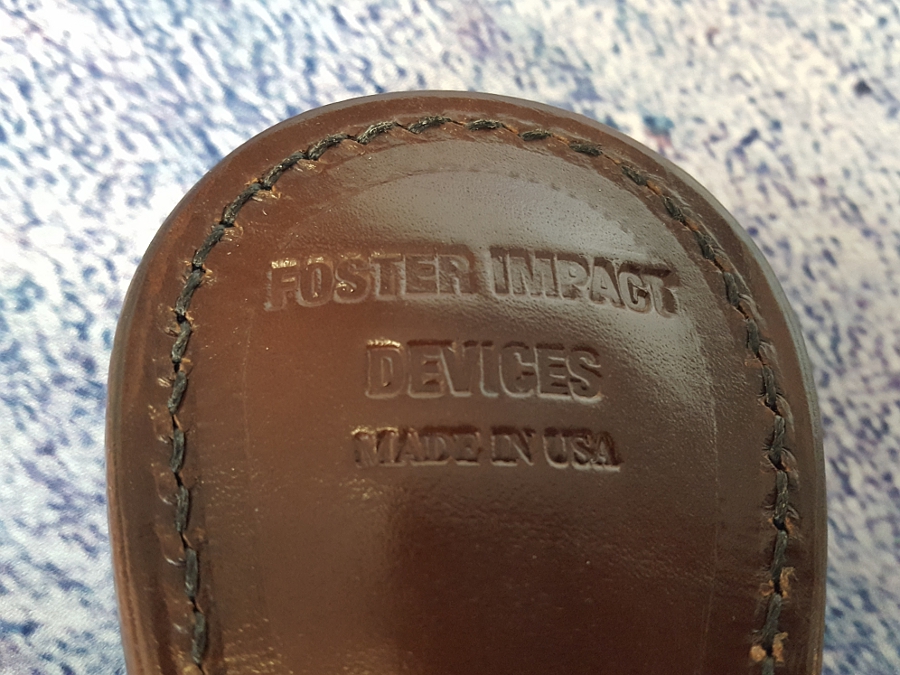 FOSTER IMPACT
DEVICES
MADE IN USA